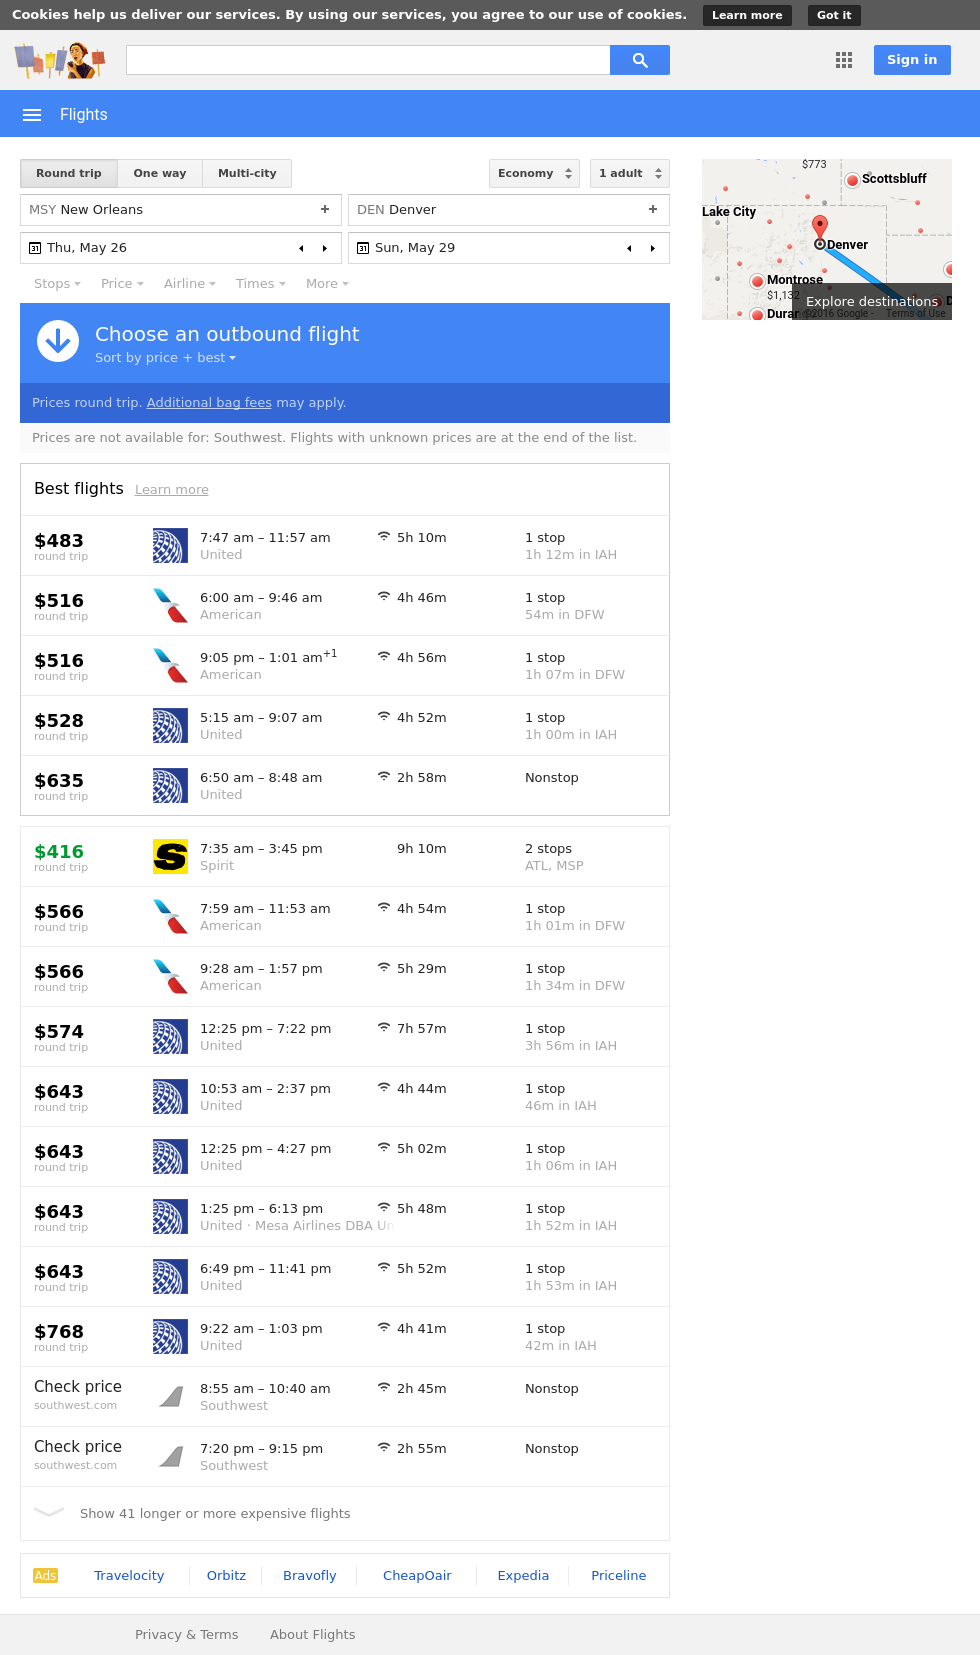 Cookies help us deliver our services. By using our services, you agree to our use of cookies. Learn more Got it
Sign in
Flights
Round trip One way Multi-city Economy 1 adult
MSY New Orleans + DEN Denver +
31 Thu, May 26 31 Sun, May 29
Stops Price Airline Times More
Choose an outbound flight
Sort by price + best
Prices round trip. Additional bag fees may apply.
Prices are not available for: Southwest. Flights with unknown prices are at the end of the list.
$773
Scottsbluff
Lake City
Denver
Montrose
$1,132
Explore destinations
Duran ©2016 Google - Terms of Use
Best flights Learn more
$483 7:47 am – 11:57 am 5h 10m 1 stop
round trip United 1h 12m in IAH
$516 6:00 am – 9:46 am 4h 46m 1 stop
round trip American 54m in DFW
$516 9:05 pm – 1:01 am+1 4h 56m 1 stop
round trip American 1h 07m in DFW
$528 5:15 am – 9:07 am 4h 52m 1 stop
round trip United 1h 00m in IAH
$635 6:50 am – 8:48 am 2h 58m Nonstop
round trip United
$416 7:35 am – 3:45 pm 9h 10m 2 stops
round trip Spirit ATL, MSP
$566 7:59 am – 11:53 am 4h 54m 1 stop
round trip American 1h 01m in DFW
$566 9:28 am – 1:57 pm 5h 29m 1 stop
round trip American 1h 34m in DFW
$574 12:25 pm – 7:22 pm 7h 57m 1 stop
round trip United 3h 56m in IAH
$643 10:53 am – 2:37 pm 4h 44m 1 stop
round trip United 46m in IAH
$643 12:25 pm – 4:27 pm 5h 02m 1 stop
round trip United 1h 06m in IAH
$643 1:25 pm – 6:13 pm 5h 48m 1 stop
round trip United · Mesa Airlines DBA Un 1h 52m in IAH
$643 6:49 pm – 11:41 pm 5h 52m 1 stop
round trip United 1h 53m in IAH
$768 9:22 am – 1:03 pm 4h 41m 1 stop
round trip United 42m in IAH
Check price 8:55 am – 10:40 am 2h 45m Nonstop
southwest.com Southwest
Check price 7:20 pm – 9:15 pm 2h 55m Nonstop
southwest.com Southwest
Show 41 longer or more expensive flights
Ads Travelocity Orbitz Bravofly CheapOair Expedia Priceline
Privacy & Terms About Flights